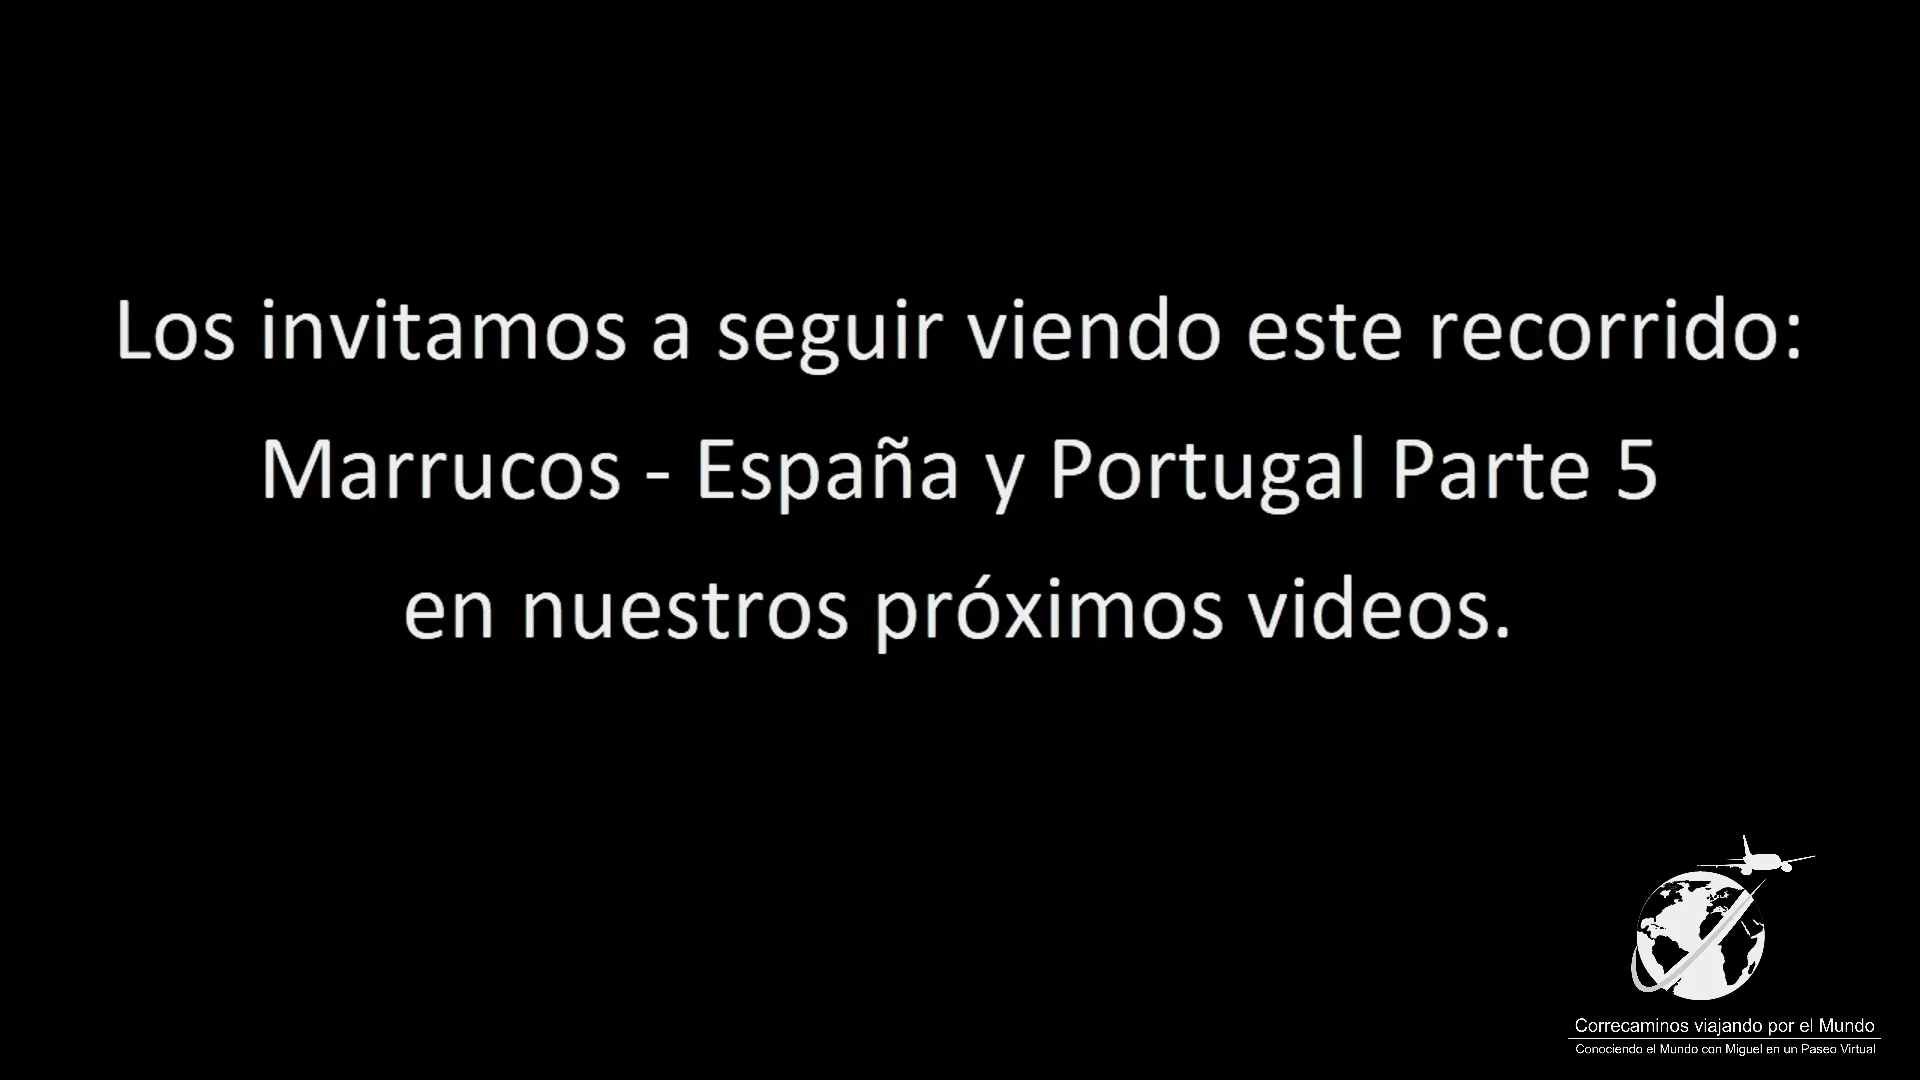 Los invitamos a seguir viendo este recorrido:
Marrucos - España y Portugal Parte 5
en nuestros próximos videos.
Correcaminos viajando por el Mundo
Conociendo el Mundo con Miguel en un Paseo Virtual